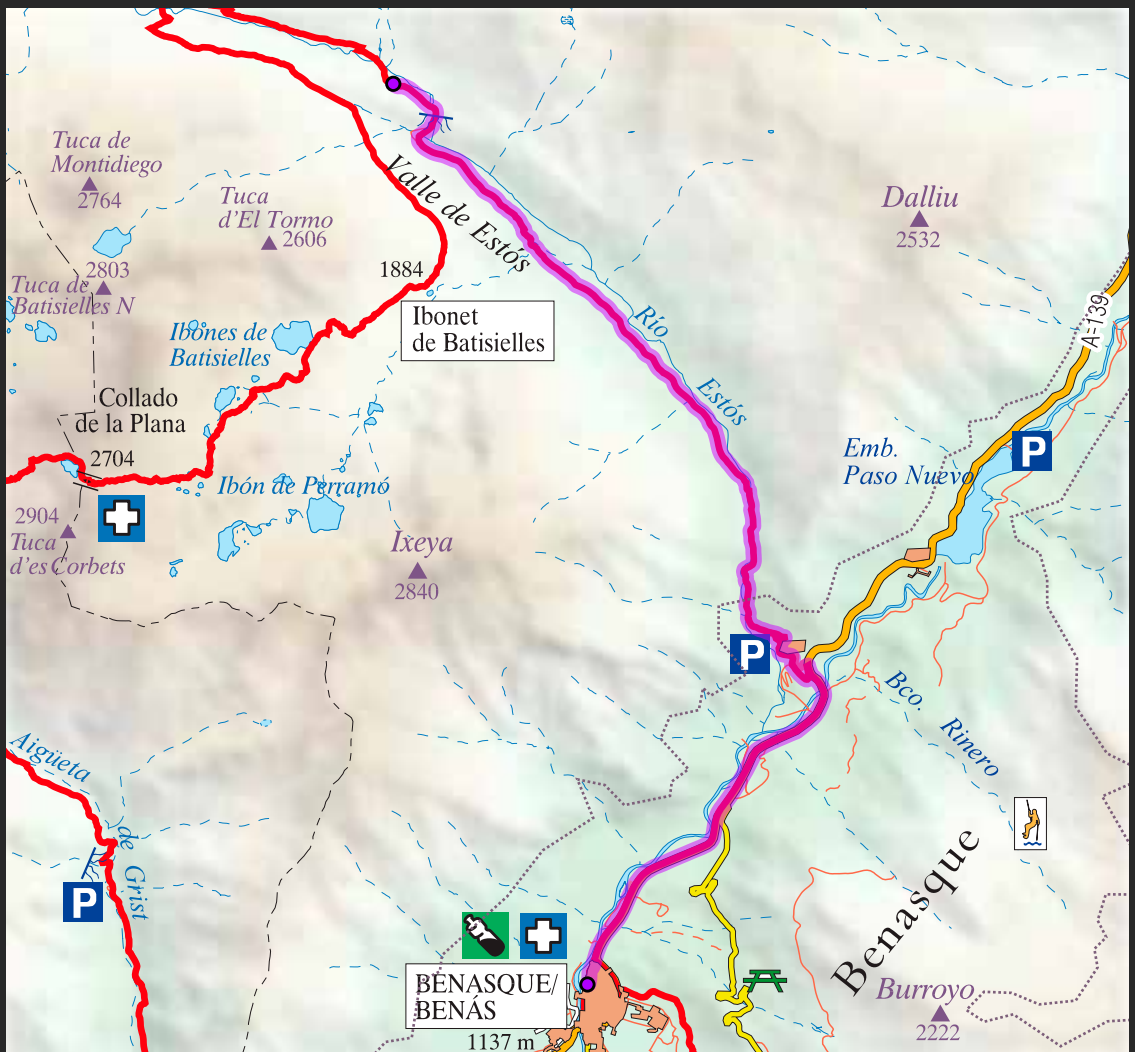 Tuca de
Montidiego
2764
Tuca
d'El Tormo
2606
Valle de Estós
Dalliu
2532
2803
Tuca de
Batisielles N
1884
Ibonet
de Batisielles
Ibónes de
Batisielles
Río
Estós
A-139
Collado
de la Plana
2704
Emb.
Paso Nuevo
P
Ibón de Perramó
2904
Tuca
d'es Corbets
Ixeya
2840
P
Bco. Rinero
Aigüeta
de Grist
P
Benasque
BENASQUE/
BENÁS
1137 m
Burroyo
2222